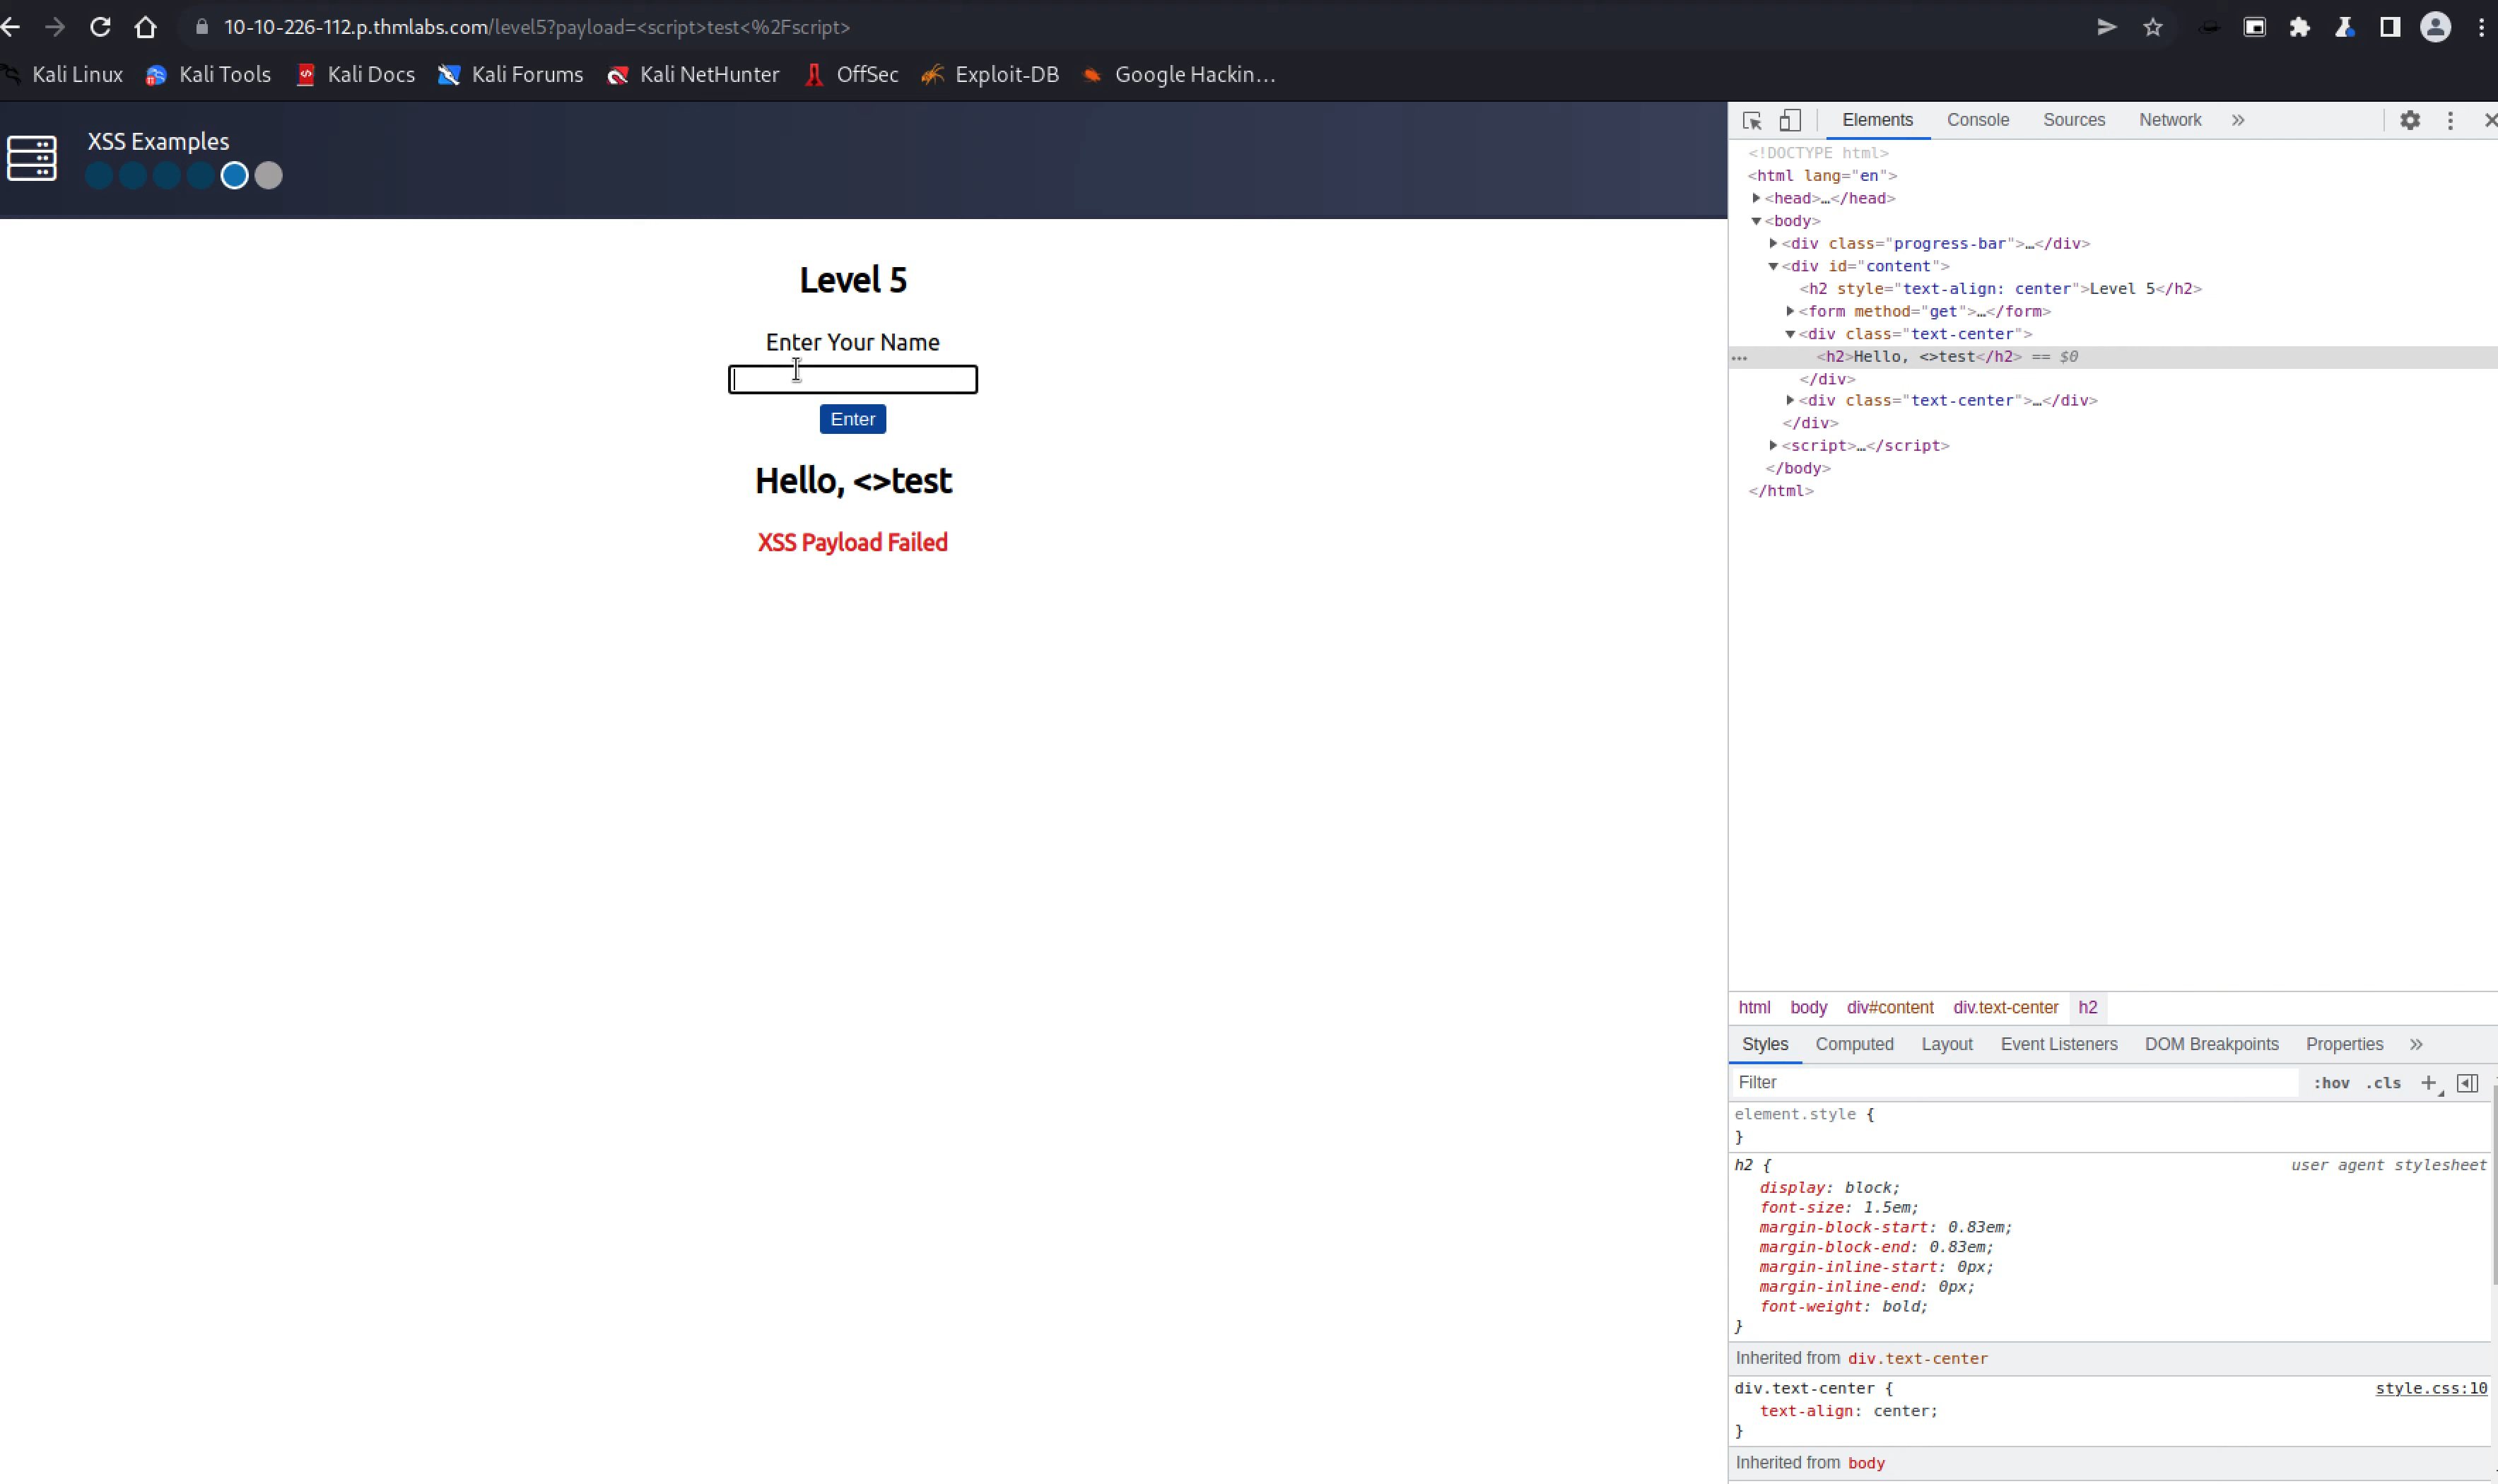 10-10-226-112.p.thmlabs.com/level5?payload=<script>test<%2Fscript>
Kali Linux Kali Tools Kali Docs Kali Forums Kali NetHunter OffSec Exploit-DB Google Hackin…
XSS Examples
Level 5
Enter Your Name
Enter
Hello, <>test
XSS Payload Failed
Elements Console Sources Network »
<!DOCTYPE html>
<html lang="en">
<head>…</head>
<body>
<div class="progress-bar">…</div>
<div id="content">
<h2 style="text-align: center">Level 5</h2>
<form method="get">…</form>
<div class="text-center">
… <h2>Hello, <>test</h2> == $0
</div>
<div class="text-center">…</div>
</div>
<script>…</script>
</body>
</html>
html body div#content div.text-center h2
Styles Computed Layout Event Listeners DOM Breakpoints Properties »
Filter :hov .cls +
element.style {
}
h2 { user agent stylesheet
display: block;
font-size: 1.5em;
margin-block-start: 0.83em;
margin-block-end: 0.83em;
margin-inline-start: 0px;
margin-inline-end: 0px;
font-weight: bold;
}
Inherited from div.text-center
div.text-center { style.css:10
text-align: center;
}
Inherited from body